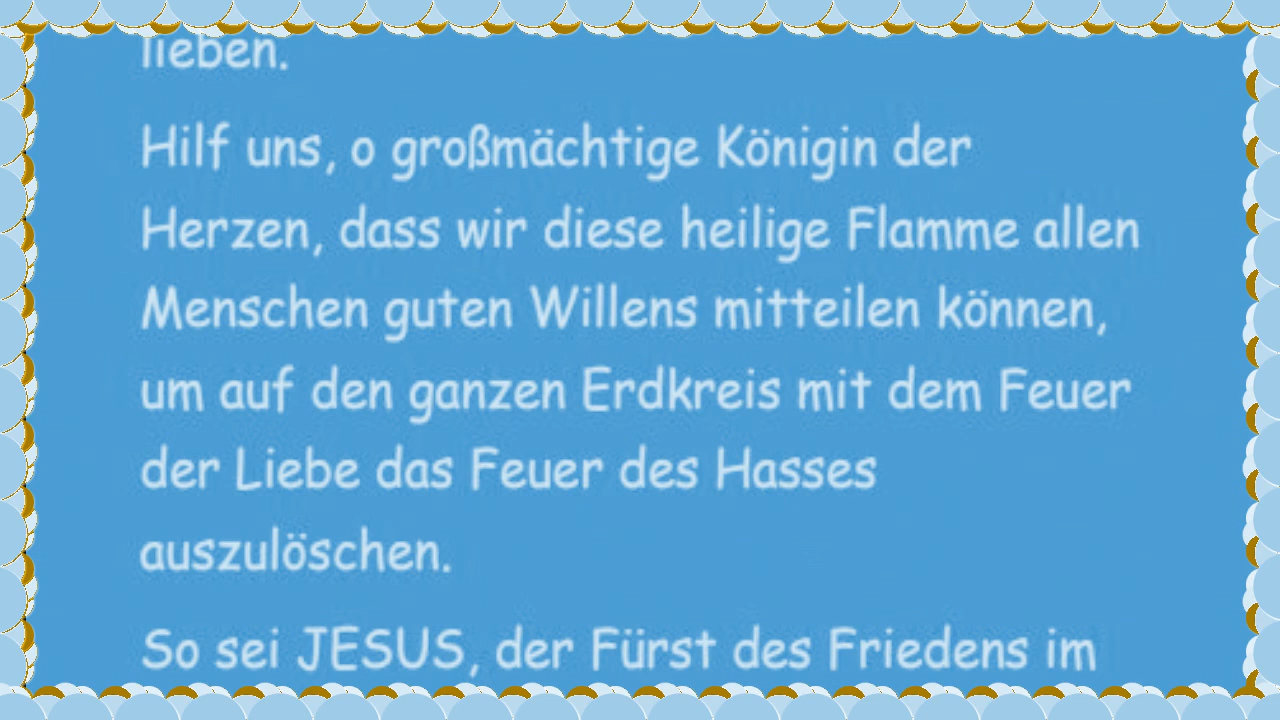 lieben.
Hilf uns, o großmächtige Königin der
Herzen, dass wir diese heilige Flamme allen
Menschen guten Willens mitteilen können,
um auf den ganzen Erdkreis mit dem Feuer
der Liebe das Feuer des Hasses
auszulöschen.
So sei JESUS, der Fürst des Friedens im